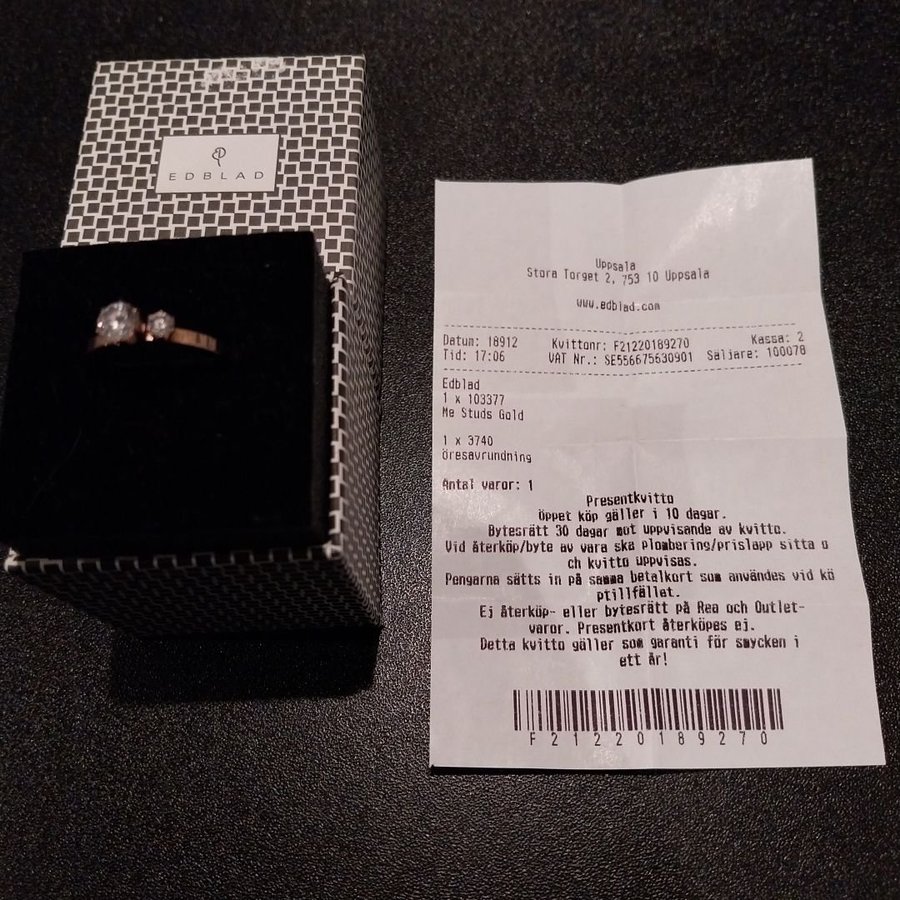 EDBLAD
Uppsala
Stora Torget 2, 753 10 Uppsala
www.edblad.com
Datum: 18912 Kvittonr: F21220189270 Kassa: 2
Tid: 17:06 VAT Nr.: SE556675630901 Säljare: 100078
Edblad
1 x 103377
Me Studs Gold
1 x 3740
öresavrundning
Antal varor: 1
Presentkvitto
Öppet köp gäller i 10 dagar.
Bytesrätt 30 dagar mot uppvisande av kvitto.
Vid återköp/byte av vara ska plombering/prislapp sitta o
ch kvitto uppvisas.
Pengarna sätts in på samma betalkort som användes vid kö
ptillfället.
Ej återköp- eller bytesrätt på Rea och Outlet-
varor. Presentkort återköpes ej.
Detta kvitto gäller som garanti för smycken i
ett år!
F21220189270